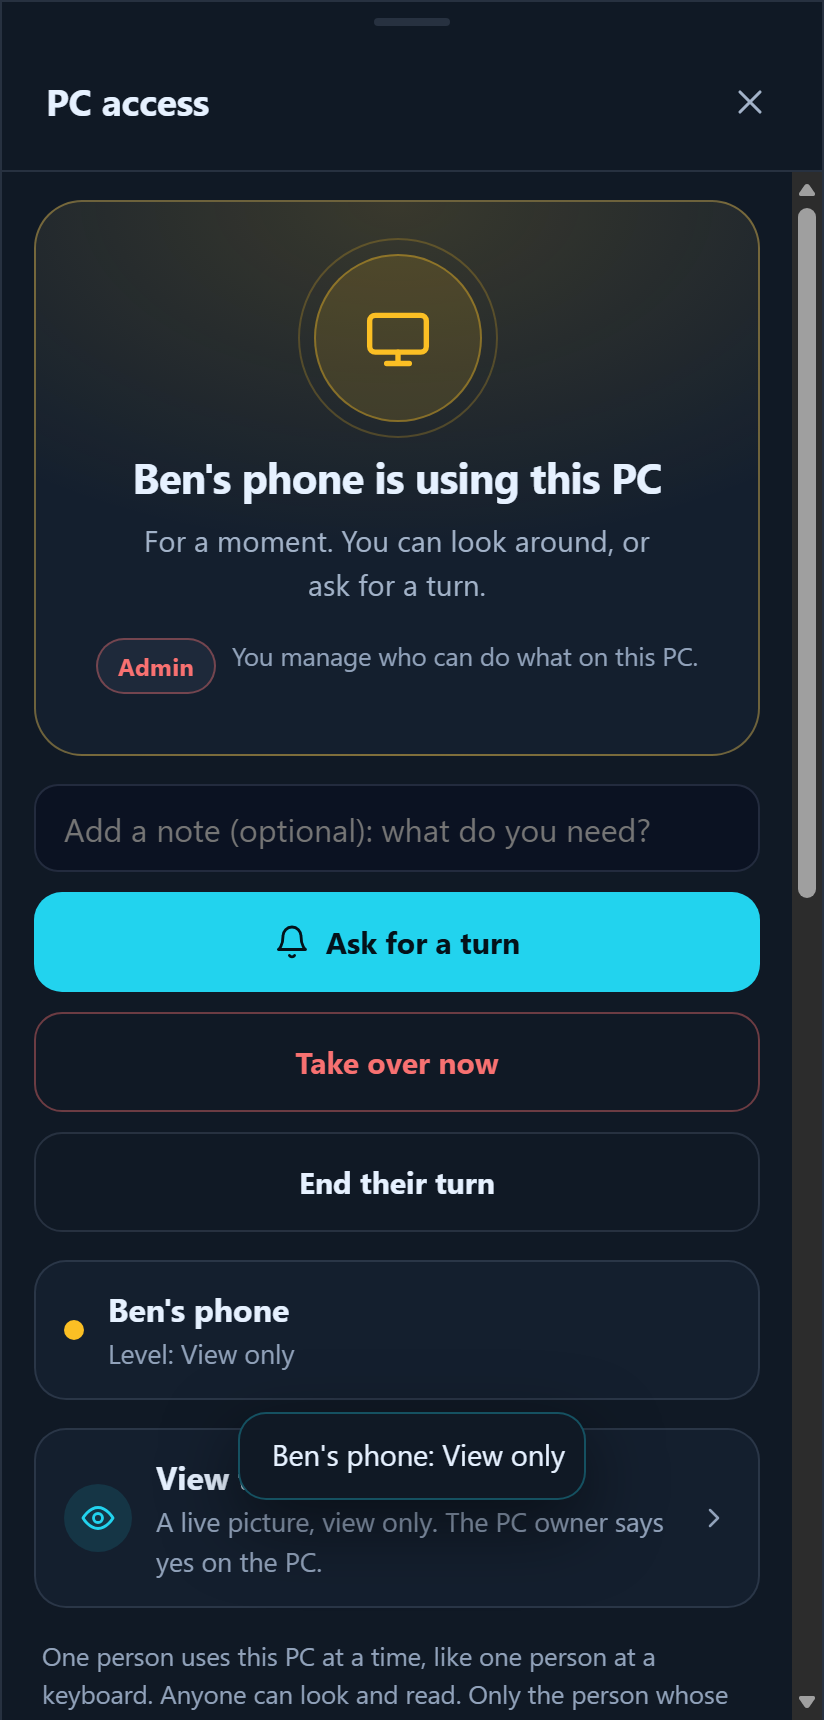 PC access
Ben's phone is using this PC
For a moment. You can look around, or
ask for a turn.
Admin
You manage who can do what on this PC.
Add a note (optional): what do you need?
Ask for a turn
Take over now
End their turn
Ben's phone
Level: View only
Ben's phone: View only
View
A live picture, view only. The PC owner says
yes on the PC.
One person uses this PC at a time, like one person at a
keyboard. Anyone can look and read. Only the person whose